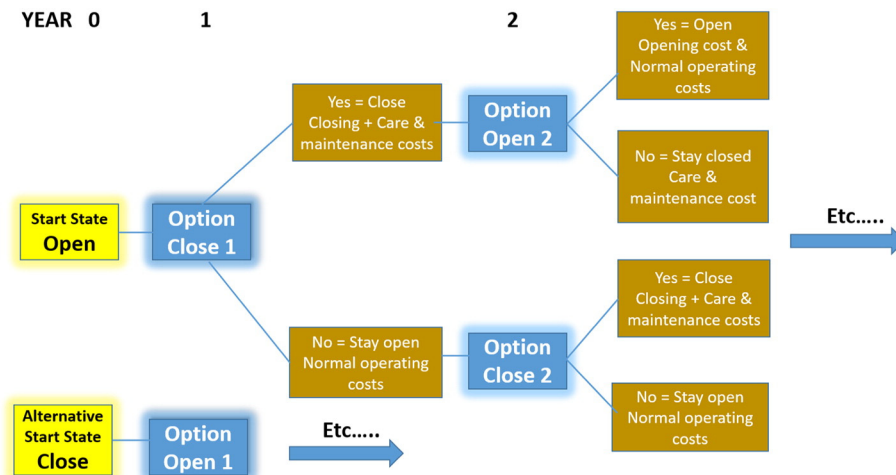 YEAR 0 1 2
Yes = Open
Opening cost &
Normal operating
costs
Yes = Close
Closing + Care &
maintenance costs
Option
Open 2
No = Stay closed
Care &
maintenance cost
Start State
Open
Option
Close 1
Etc…..
Yes = Close
Closing + Care &
maintenance costs
No = Stay open
Normal operating
costs
Option
Close 2
No = Stay open
Normal operating
costs
Alternative
Start State
Close
Option
Open 1
Etc…..